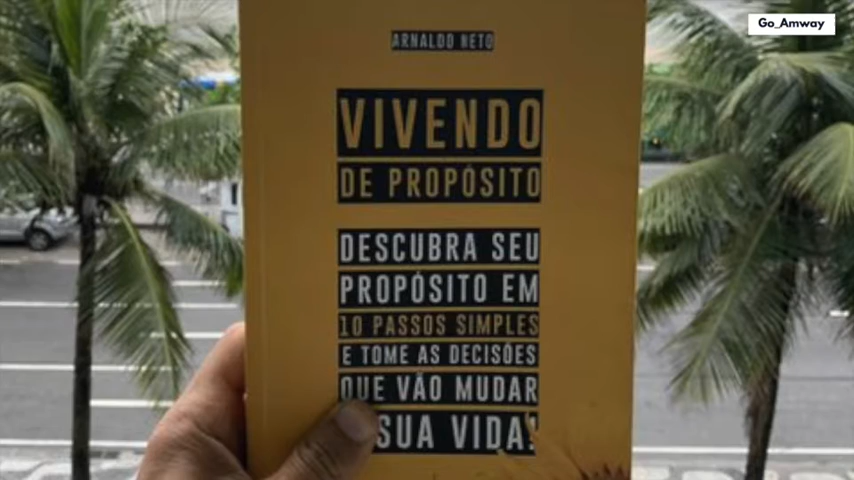 Go_Amway
ARNALDO NETO
VIVENDO
DE PROPÓSITO
DESCUBRA SEU
PROPÓSITO EM
10 PASSOS SIMPLES
E TOME AS DECISÕES
QUE VÃO MUDAR
SUA VIDA!